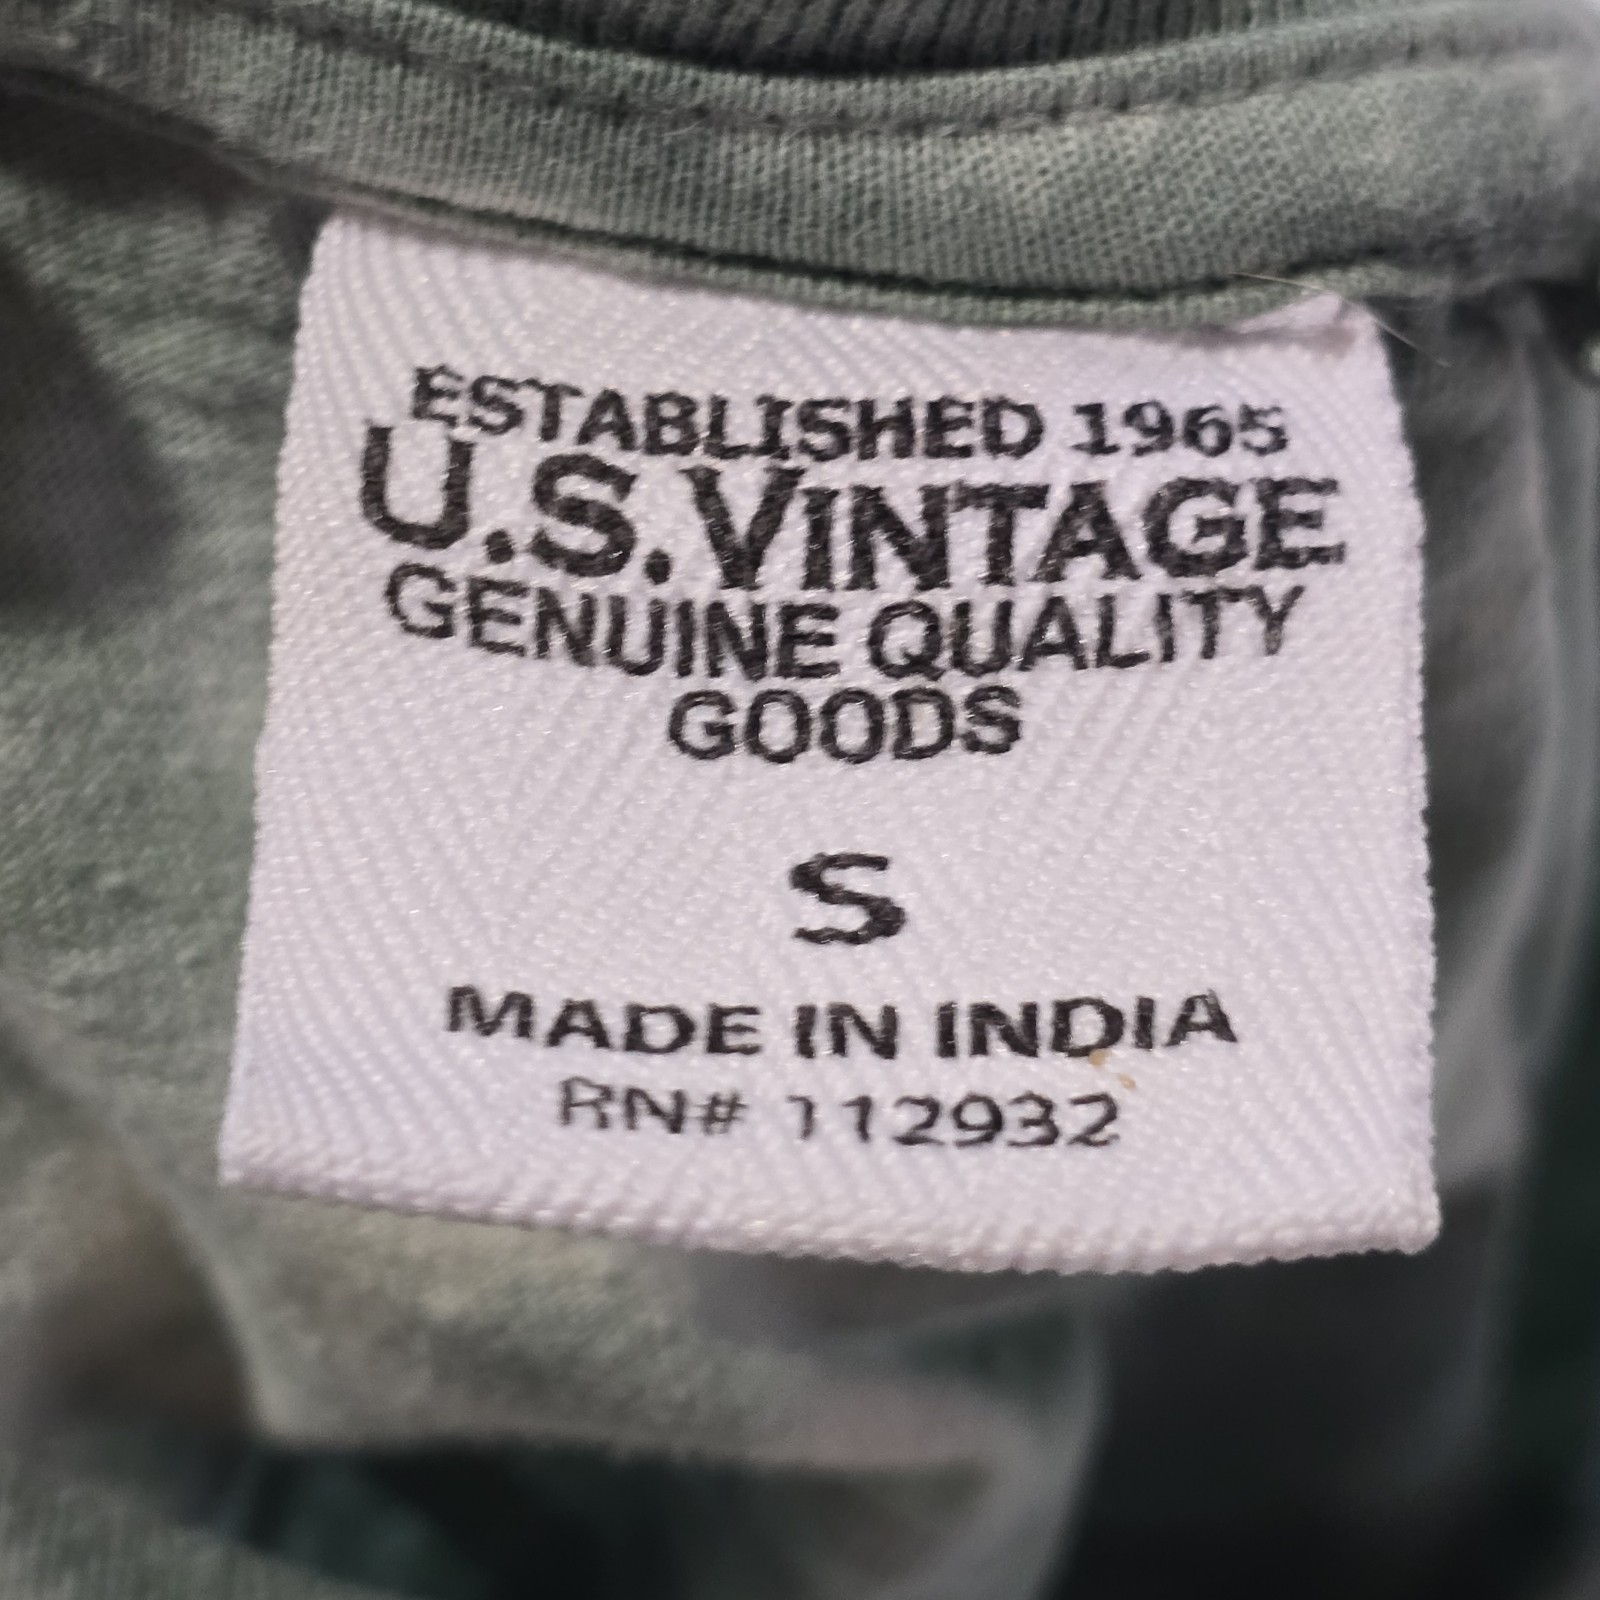 ESTABLISHED 1965
U.S. VINTAGE
GENUINE QUALITY
GOODS
S
MADE IN INDIA
RN# 112932